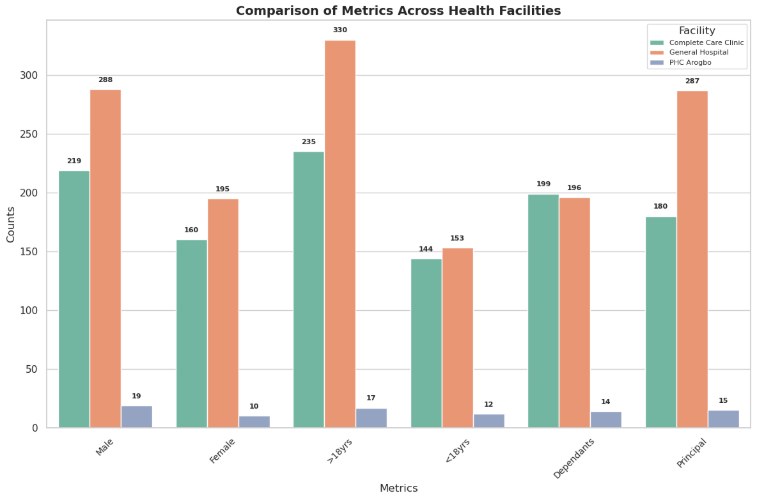 Comparison of Metrics Across Health Facilities
Facility
Complete Care Clinic
General Hospital
PHC Arogbo
Counts
300
250
200
150
100
50
0
219
288
19
160
195
10
235
330
17
144
153
12
199
196
14
180
287
15
Male
Female
>18yrs
<18yrs
Dependants
Principal
Metrics